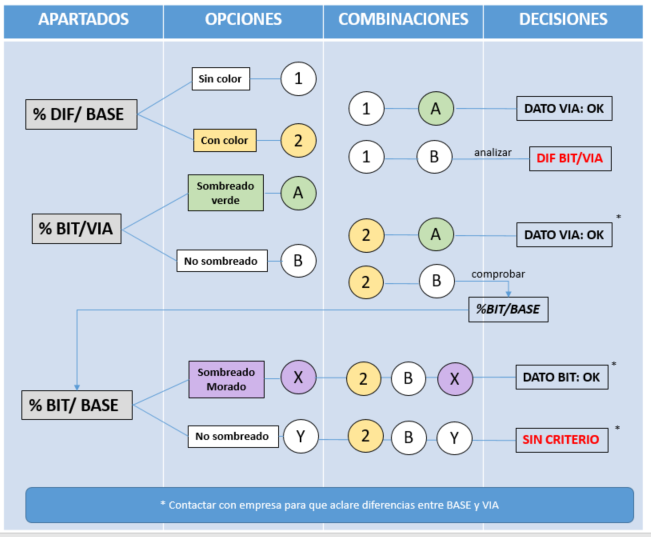 APARTADOS
OPCIONES
COMBINACIONES
DECISIONES
% DIF/ BASE
Sin color
1
Con color
2
1
A
DATO VIA: OK
1
B
analizar
DIF BIT/VIA
% BIT/VIA
Sombreado
verde
A
No sombreado
B
2
A
DATO VIA: OK
*
2
B
comprobar
%BIT/BASE
% BIT/ BASE
Sombreado
Morado
X
2
B
X
DATO BIT: OK
*
No sombreado
Y
2
B
Y
SIN CRITERIO
*
* Contactar con empresa para que aclare diferencias entre BASE y VIA